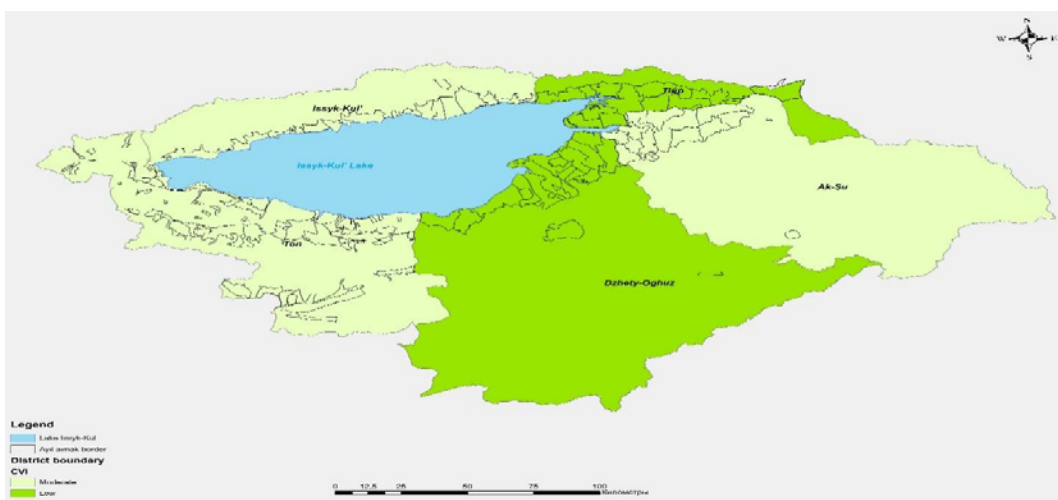 N
W E
S
Tiup
Issyk-Kul'
Issyk-Kul' Lake
Ak-Su
Ton
Dzhety-Oghuz
Legend
Lake Issyk-Kul
Ayil aimak border
District boundary
CVI
Moderate
Low
0 12.5 25 50 75 100